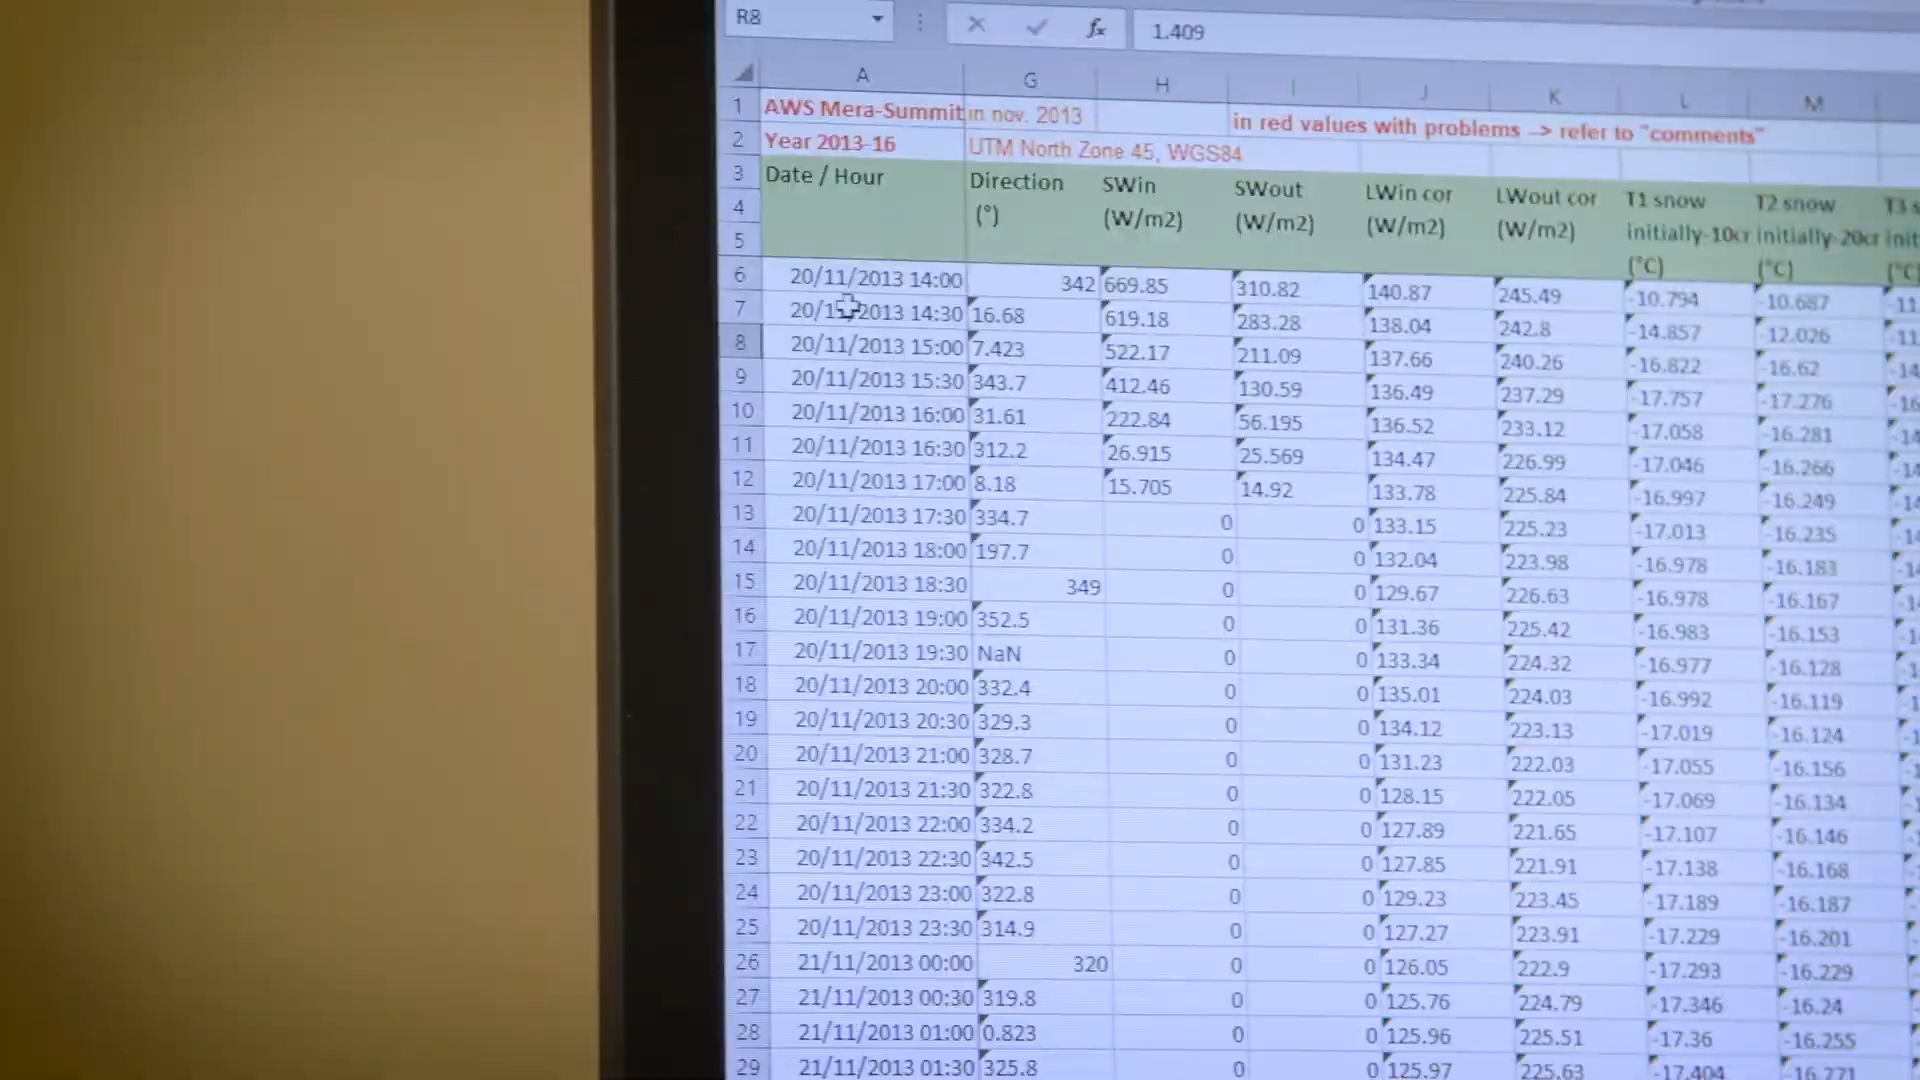 R8 fx 1.409
A G H I J K L M
1 AWS Mera-Summit in nov. 2013 in red values with problems --> refer to "comments"
2 Year 2013-16 UTM North Zone 45, WGS84
3 Date / Hour Direction SWin SWout LWin cor LWout cor T1 snow T2 snow T3 s
4 (°) (W/m2) (W/m2) (W/m2) (W/m2) initially-10cr initially-20cr init
5 (°C) (°C) (°C)
6 20/11/2013 14:00 342 669.85 310.82 140.87 245.49 -10.794 -10.687 -11
7 20/11/2013 14:30 16.68 619.18 283.28 138.04 242.8 -14.857 -12.026 -11
8 20/11/2013 15:00 7.423 522.17 211.09 137.66 240.26 -16.822 -16.62 -14
9 20/11/2013 15:30 343.7 412.46 130.59 136.49 237.29 -17.757 -17.276 -16
10 20/11/2013 16:00 31.61 222.84 56.195 136.52 233.12 -17.058 -16.281 -14
11 20/11/2013 16:30 312.2 26.915 25.569 134.47 226.99 -17.046 -16.266 -14
12 20/11/2013 17:00 8.18 15.705 14.92 133.78 225.84 -16.997 -16.249 -14
13 20/11/2013 17:30 334.7 0 0 133.15 225.23 -17.013 -16.235 -14
14 20/11/2013 18:00 197.7 0 0 132.04 223.98 -16.978 -16.183 -14
15 20/11/2013 18:30 349 0 0 129.67 226.63 -16.978 -16.167 -14
16 20/11/2013 19:00 352.5 0 0 131.36 225.42 -16.983 -16.153
17 20/11/2013 19:30 NaN 0 0 133.34 224.32 -16.977 -16.128
18 20/11/2013 20:00 332.4 0 0 135.01 224.03 -16.992 -16.119
19 20/11/2013 20:30 329.3 0 0 134.12 223.13 -17.019 -16.124
20 20/11/2013 21:00 328.7 0 0 131.23 222.03 -17.055 -16.156
21 20/11/2013 21:30 322.8 0 0 128.15 222.05 -17.069 -16.134
22 20/11/2013 22:00 334.2 0 0 127.89 221.65 -17.107 -16.146
23 20/11/2013 22:30 342.5 0 0 127.85 221.91 -17.138 -16.168
24 20/11/2013 23:00 322.8 0 0 129.23 223.45 -17.189 -16.187
25 20/11/2013 23:30 314.9 0 0 127.27 223.91 -17.229 -16.201
26 21/11/2013 00:00 320 0 0 126.05 222.9 -17.293 -16.229
27 21/11/2013 00:30 319.8 0 0 125.76 224.79 -17.346 -16.24
28 21/11/2013 01:00 0.823 0 0 125.96 225.51 -17.36 -16.255
29 21/11/2013 01:30 325.8 0 0 125.97 225.63 -17.404 -16.271